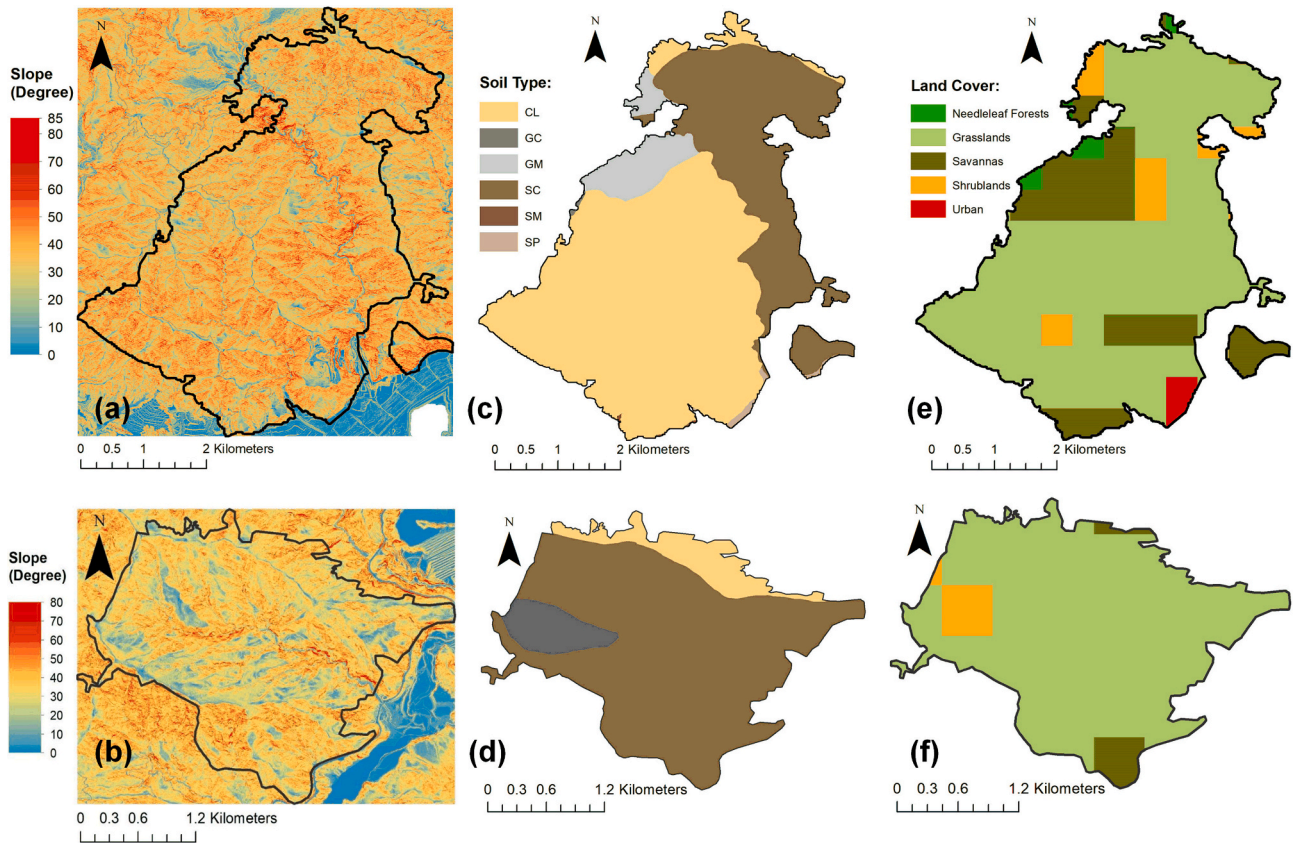 N
Slope
(Degree)
85
80
70
60
50
40
30
20
10
0
(a)
0 0.5 1 2 Kilometers
N
Soil Type:
CL
GC
GM
SC
SM
SP
(c)
0 0.5 1 2 Kilometers
N
Land Cover:
Needleleaf Forests
Grasslands
Savannas
Shrublands
Urban
(e)
0 0.5 1 2 Kilometers
N
Slope
(Degree)
80
70
60
50
40
30
20
10
0
(b)
0 0.3 0.6 1.2 Kilometers
N
(d)
0 0.3 0.6 1.2 Kilometers
N
(f)
0 0.3 0.6 1.2 Kilometers